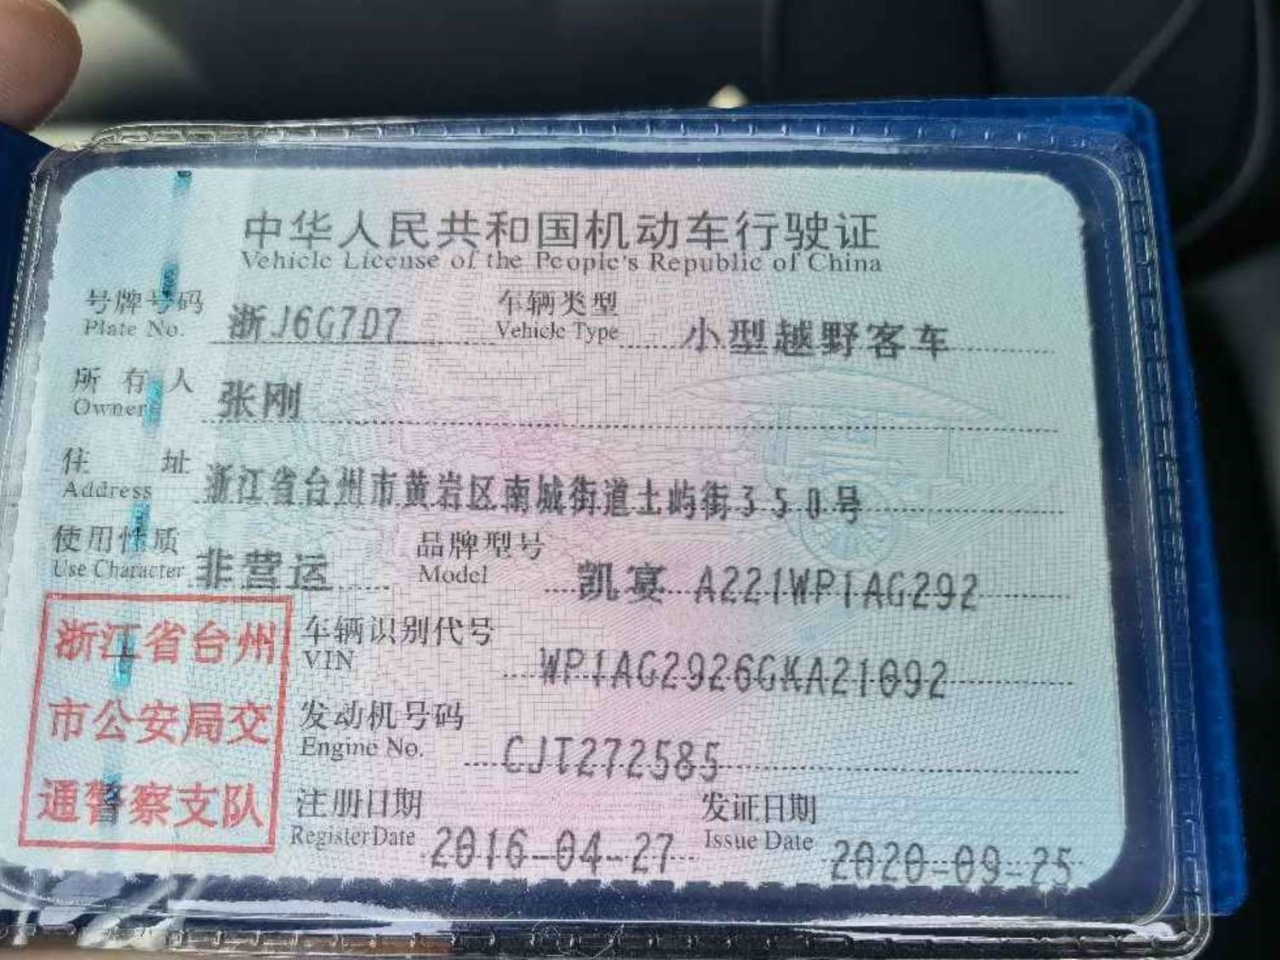 中华人民共和国机动车行驶证
Vehicle License of the People's Republic of China
号牌号码 浙J6G7D7 车辆类型 小型越野客车
Plate No. Vehicle Type
所有人 张刚
Owner
住址 浙江省台州市黄岩区南城街道土屿街350号
Address
使用性质 非营运 品牌型号 凯宴 A221WP1AG292
Use Character Model
浙江省台州
市公安局交
通警察支队
车辆识别代号 WP1AG2926GKA21092
VIN
发动机号码 CJT272585
Engine No.
注册日期 2016-04-27 发证日期 2020-09-25
Register Date Issue Date